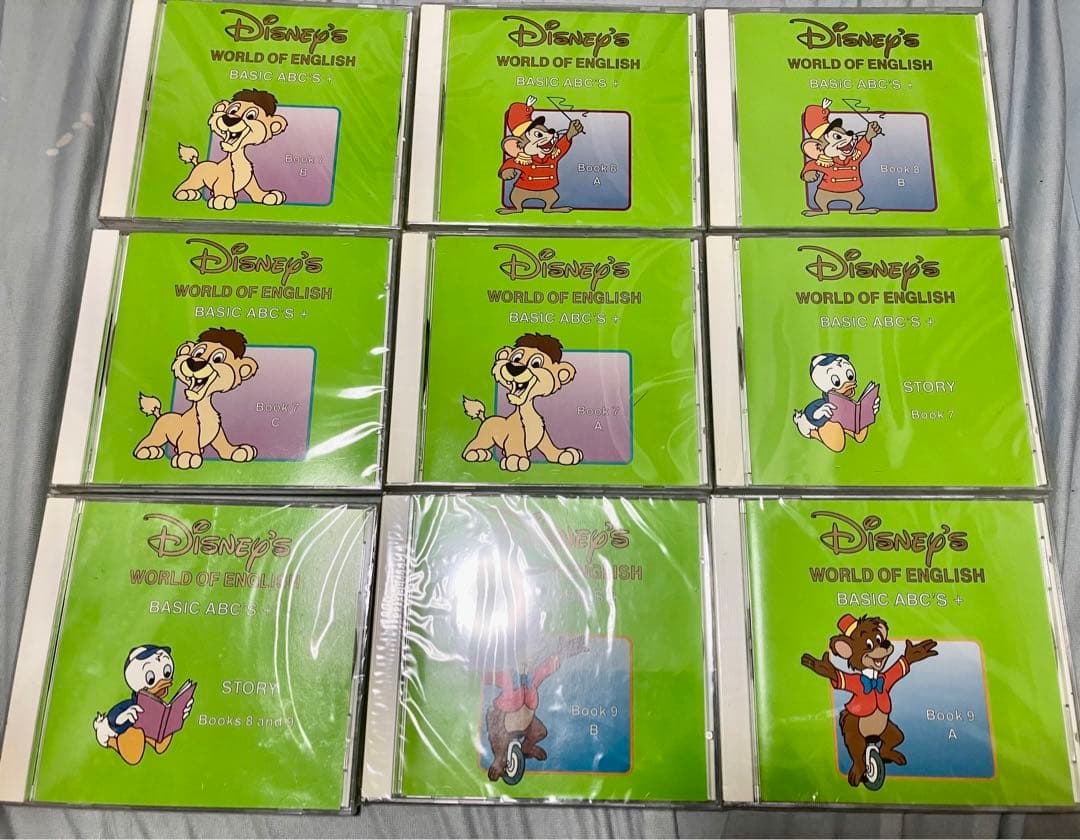 Disney's
WORLD OF ENGLISH
BASIC ABC'S +
Book 7
B
Disney's
WORLD OF ENGLISH
BASIC ABC'S +
Book 8
A
Disney's
WORLD OF ENGLISH
BASIC ABC'S +
Book 8
B
Disney's
WORLD OF ENGLISH
BASIC ABC'S +
Book 7
C
Disney's
WORLD OF ENGLISH
BASIC ABC'S +
Book 7
A
Disney's
WORLD OF ENGLISH
BASIC ABC'S +
STORY
Book 7
Disney's
WORLD OF ENGLISH
BASIC ABC'S +
STORY
Books 8 and 9
Disney's
ENGLISH
Book 9
B
Disney's
WORLD OF ENGLISH
BASIC ABC'S +
Book 9
A